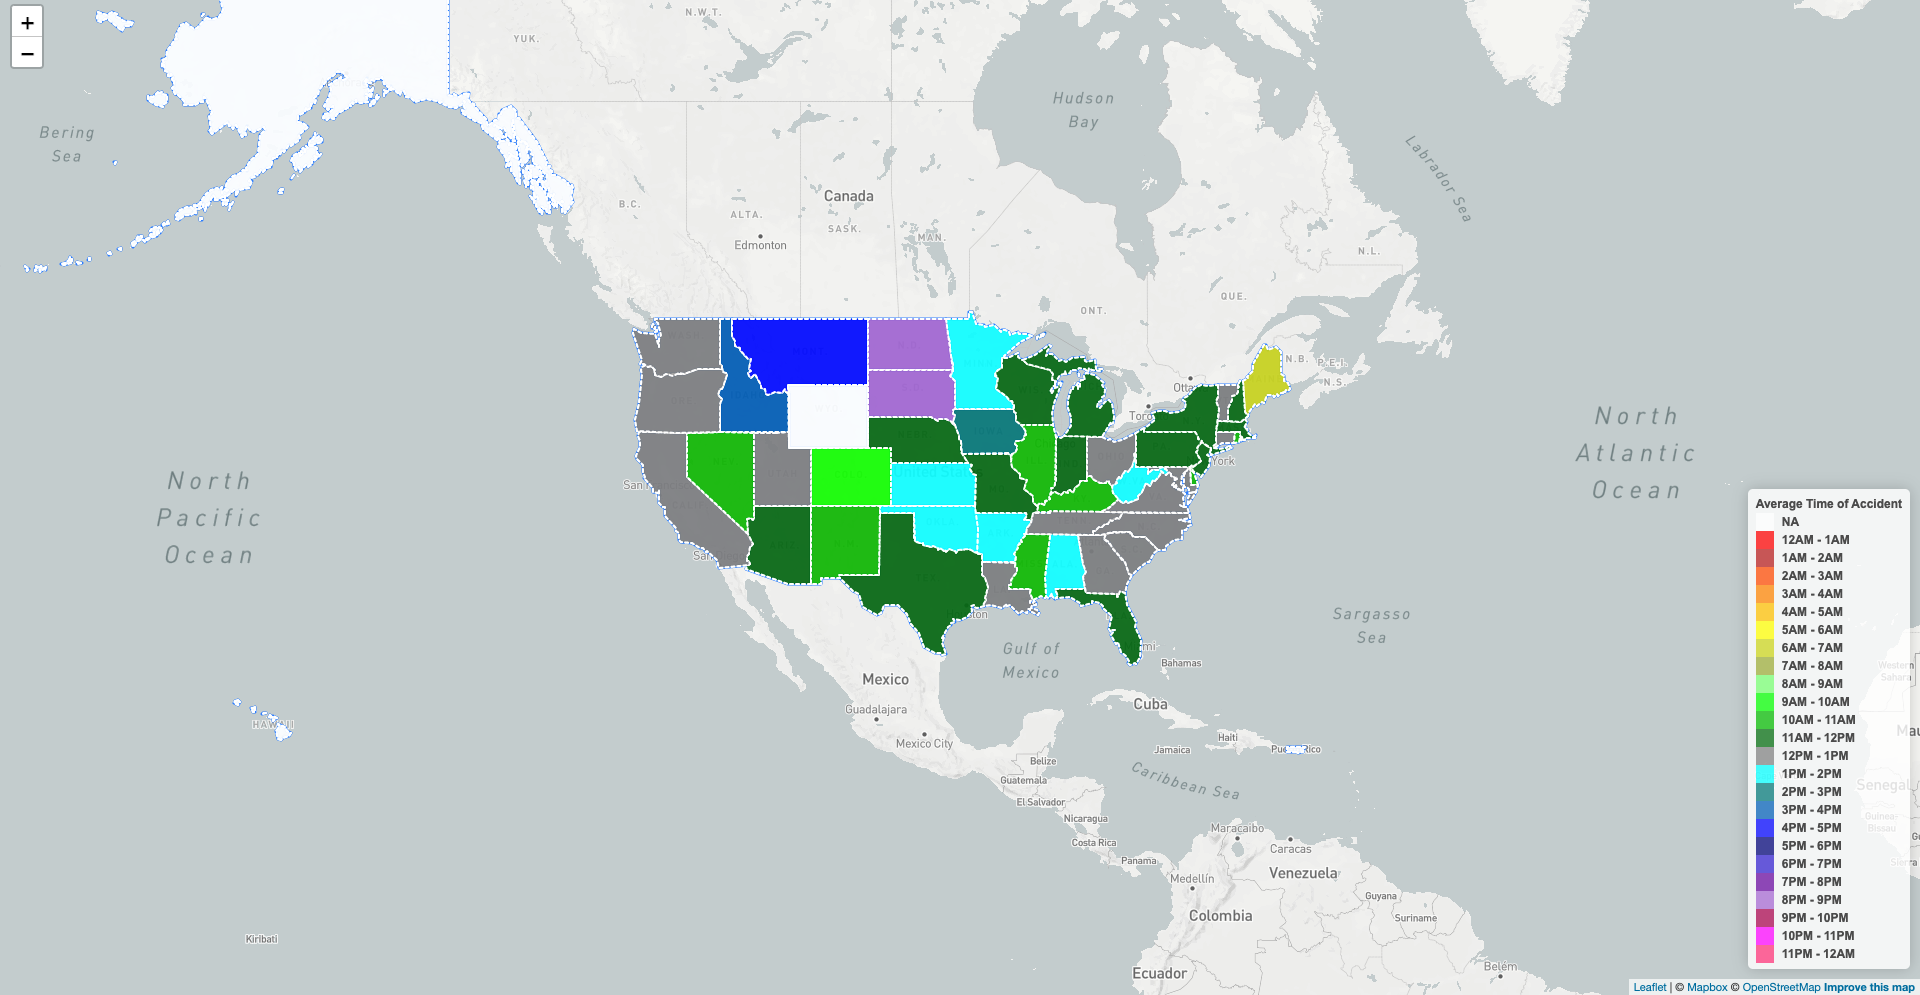 +
−
N.W.T.
YUK.
Hudson
Bay
Bering
Sea
Labrador Sea
Canada
B.C.
ALTA.
SASK.
MAN.
Edmonton
N.L.
QUE.
ONT.
N.B.
P.E.I.
N.S.
Otta
Toro
York
United States
North
Pacific
Ocean
North
Atlantic
Ocean
San Francisco
Sargasso
Sea
Gulf of
Mexico
Bahamas
Mexico
Guadalajara
Mexico City
Cuba
Haiti
Jamaica
Puerto Rico
HAWAII
Belize
Guatemala
El Salvador
Nicaragua
Costa Rica
Panama
Caribbean Sea
Maracaibo
Caracas
Medellín
Venezuela
Guyana
Suriname
Colombia
Ecuador
Belém
Kiribati
Western
Sahara
Mau
Senegal
Guinea-
Bissau
Average Time of Accident
NA
12AM - 1AM
1AM - 2AM
2AM - 3AM
3AM - 4AM
4AM - 5AM
5AM - 6AM
6AM - 7AM
7AM - 8AM
8AM - 9AM
9AM - 10AM
10AM - 11AM
11AM - 12PM
12PM - 1PM
1PM - 2PM
2PM - 3PM
3PM - 4PM
4PM - 5PM
5PM - 6PM
6PM - 7PM
7PM - 8PM
8PM - 9PM
9PM - 10PM
10PM - 11PM
11PM - 12AM
Leaflet | © Mapbox © OpenStreetMap Improve this map